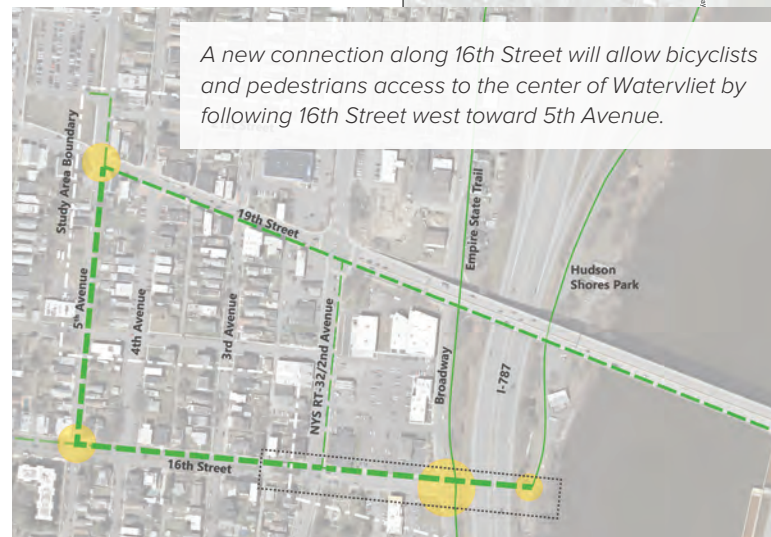 A new connection along 16th Street will allow bicyclists
and pedestrians access to the center of Watervliet by
following 16th Street west toward 5th Avenue.
Study Area Boundary
19th Street
Empire State Trail
Hudson
Shores Park
5th Avenue
4th Avenue
3rd Avenue
NYS RT-32/2nd Avenue
Broadway
I-787
16th Street